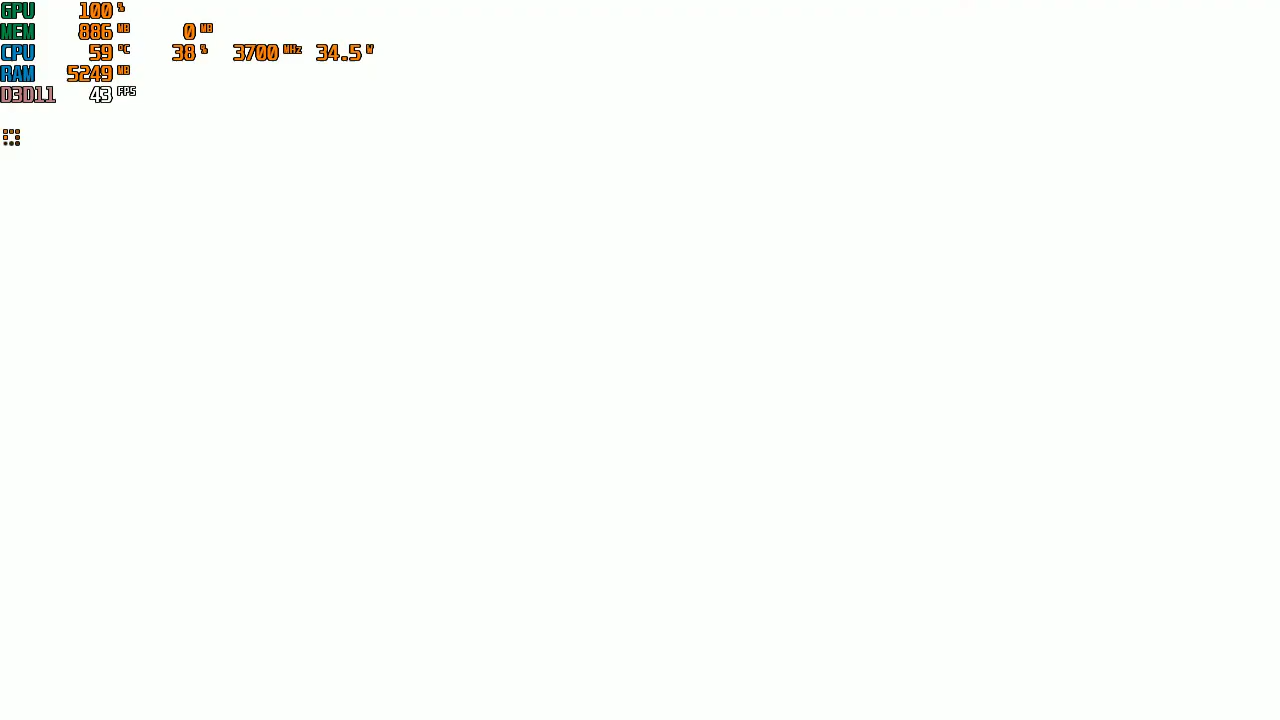 GPU 100 %
MEM 886 MB 0 MB
CPU 59 °C 38 % 3700 MHz 34.5 W
RAM 5249 MB
D3D11 43 FPS